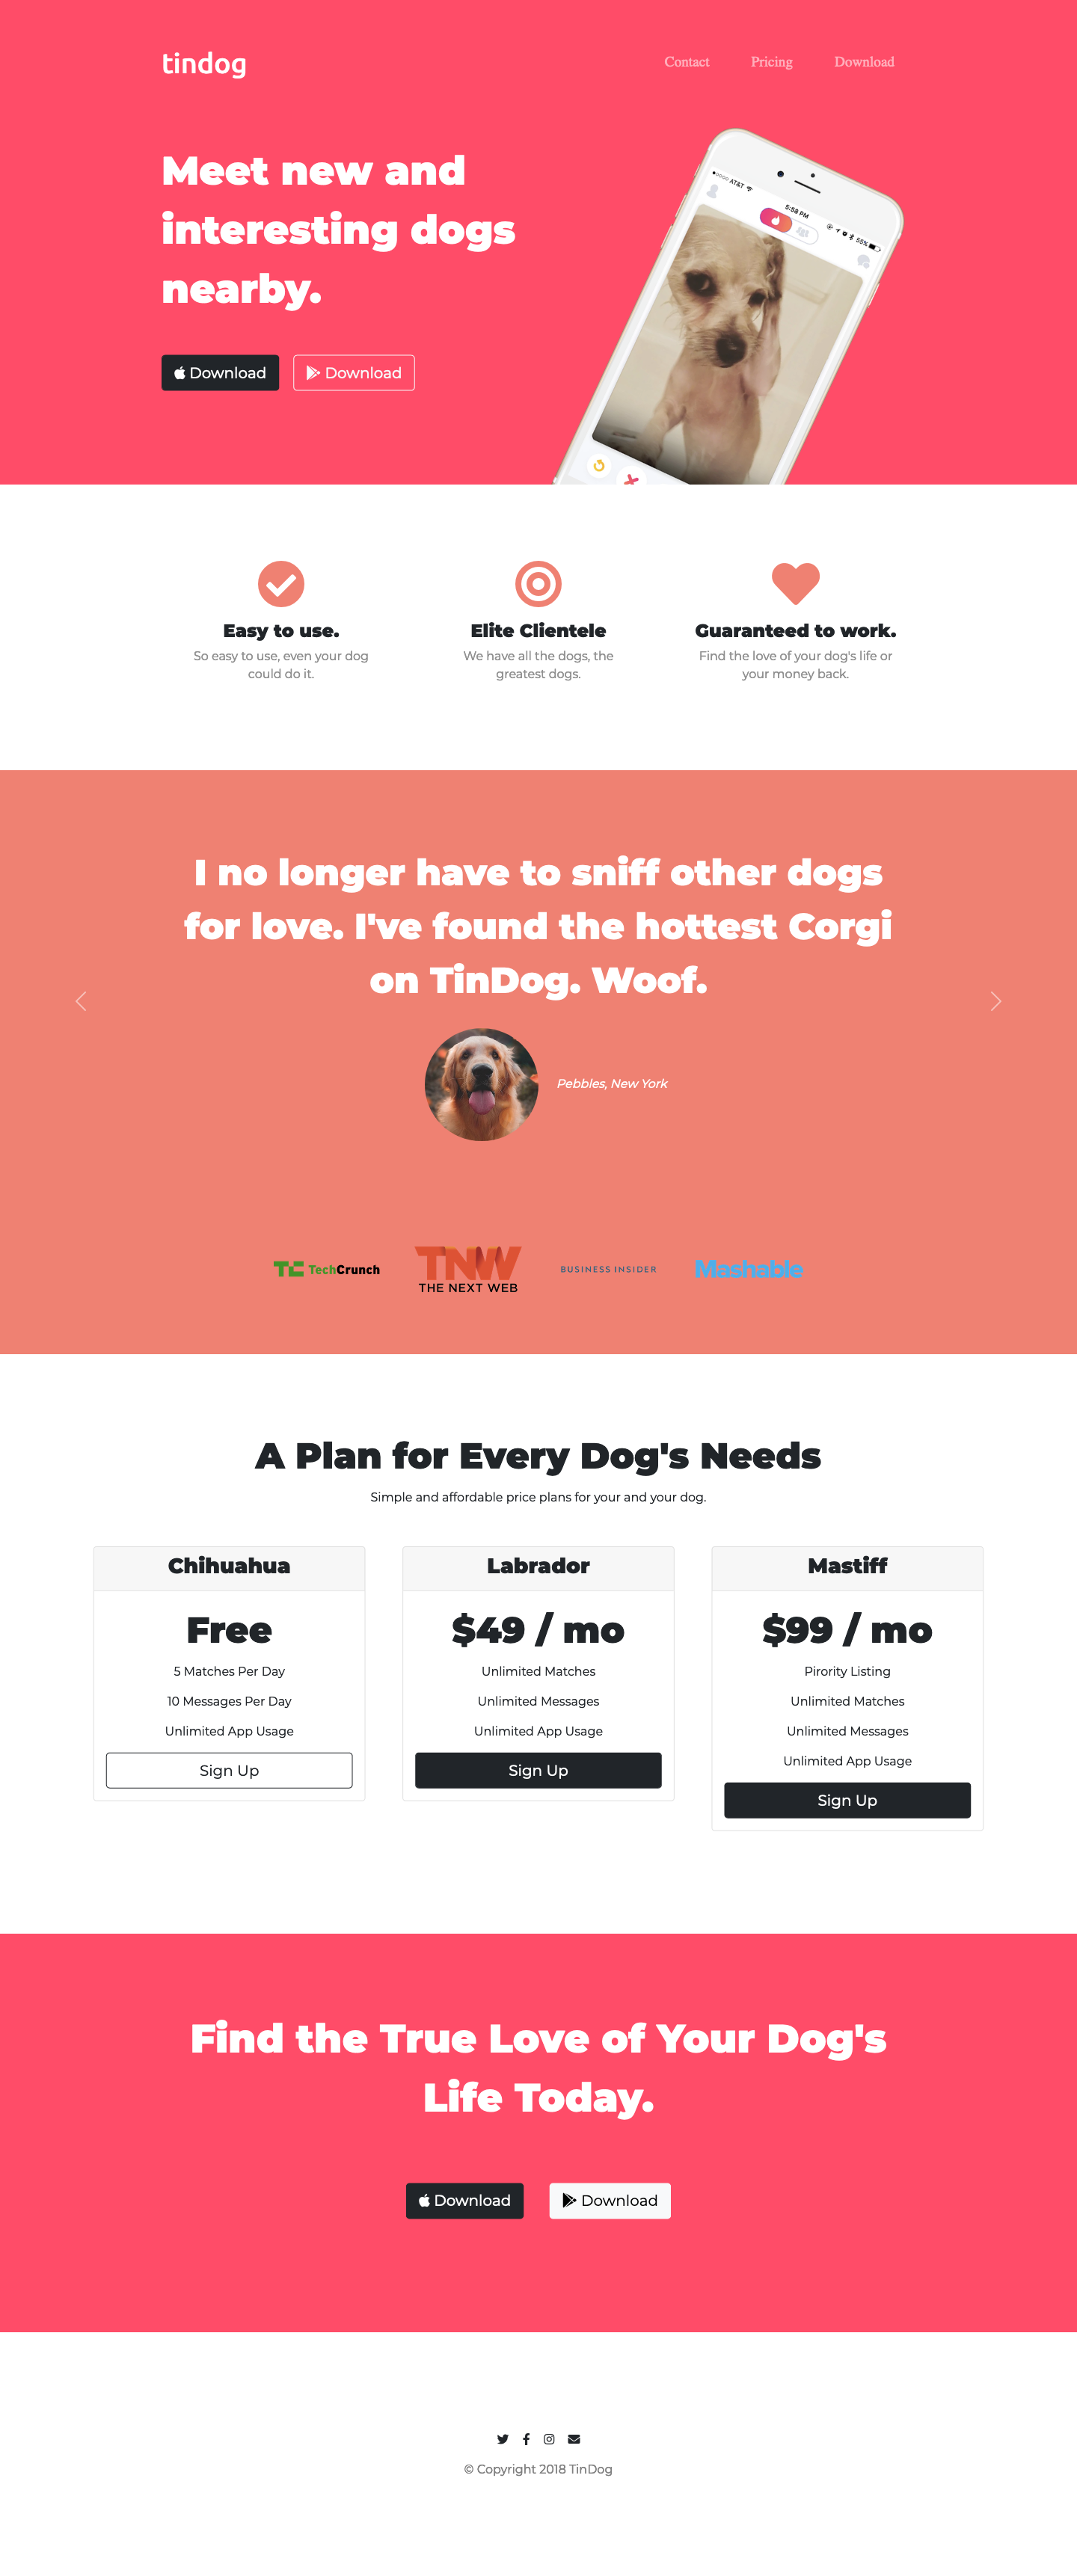 tindog
Contact Pricing Download
Meet new and
interesting dogs
nearby.
Download Download
●○○○○ AT&T
5:58 PM
55%
Easy to use.
So easy to use, even your dog
could do it.
Elite Clientele
We have all the dogs, the
greatest dogs.
Guaranteed to work.
Find the love of your dog's life or
your money back.
I no longer have to sniff other dogs
for love. I've found the hottest Corgi
on TinDog. Woof.
Pebbles, New York
TC TechCrunch
TNW
THE NEXT WEB
BUSINESS INSIDER
Mashable
A Plan for Every Dog's Needs
Simple and affordable price plans for your and your dog.
Chihuahua
Free
5 Matches Per Day
10 Messages Per Day
Unlimited App Usage
Sign Up
Labrador
$49 / mo
Unlimited Matches
Unlimited Messages
Unlimited App Usage
Sign Up
Mastiff
$99 / mo
Pirority Listing
Unlimited Matches
Unlimited Messages
Unlimited App Usage
Sign Up
Find the True Love of Your Dog's
Life Today.
Download Download
© Copyright 2018 TinDog